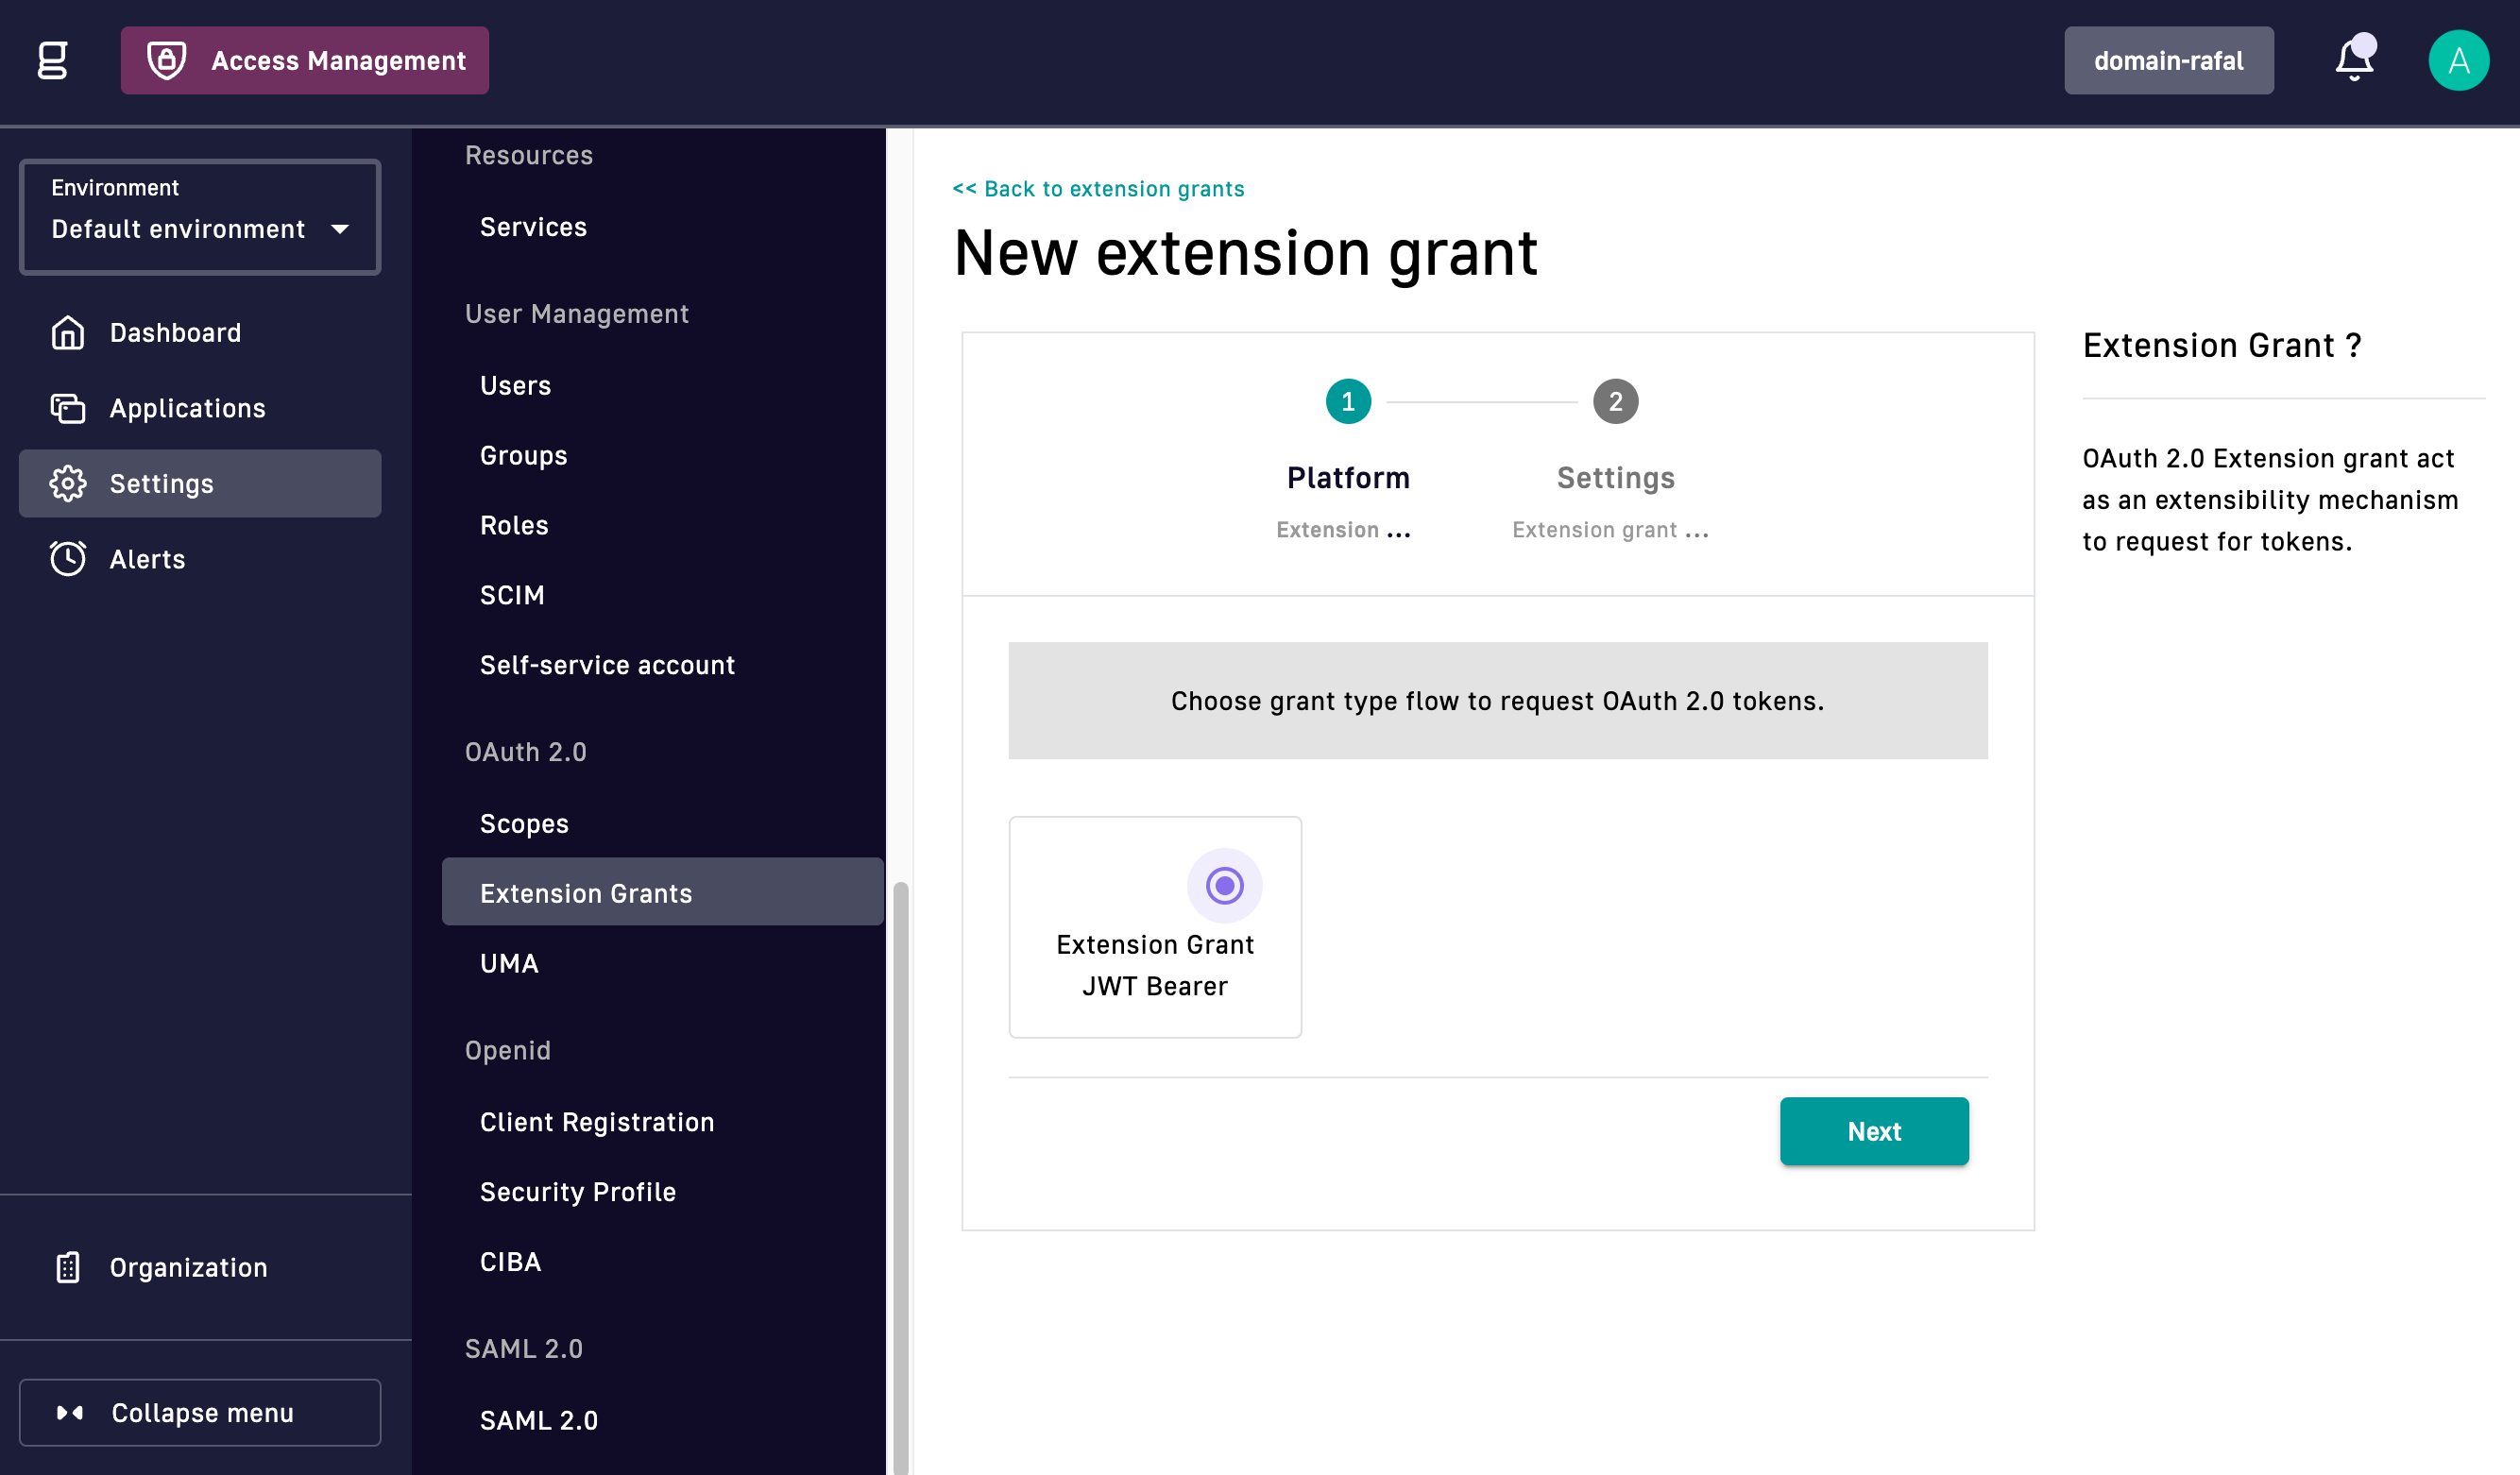 g
Access Management
domain-rafal
A
Environment
Default environment
Dashboard
Applications
Settings
Alerts
Organization
Collapse menu
Resources
Services
User Management
Users
Groups
Roles
SCIM
Self-service account
OAuth 2.0
Scopes
Extension Grants
UMA
Openid
Client Registration
Security Profile
CIBA
SAML 2.0
SAML 2.0
<< Back to extension grants
New extension grant
1
2
Platform
Settings
Extension ...
Extension grant ...
Choose grant type flow to request OAuth 2.0 tokens.
Extension Grant
JWT Bearer
Next
Extension Grant ?
OAuth 2.0 Extension grant act
as an extensibility mechanism
to request for tokens.